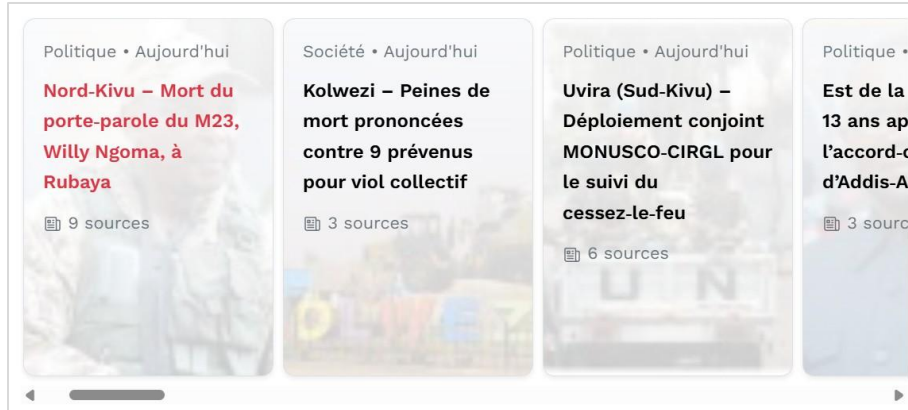 Politique • Aujourd'hui
Nord-Kivu – Mort du
porte-parole du M23,
Willy Ngoma, à
Rubaya
9 sources
Société • Aujourd'hui
Kolwezi – Peines de
mort prononcées
contre 9 prévenus
pour viol collectif
3 sources
OLWEZ
Politique • Aujourd'hui
Uvira (Sud-Kivu) –
Déploiement conjoint
MONUSCO-CIRGL pour
le suivi du
cessez-le-feu
6 sources
U N
Politique •
Est de la
13 ans ap
l'accord-c
d'Addis-A
3 sourc